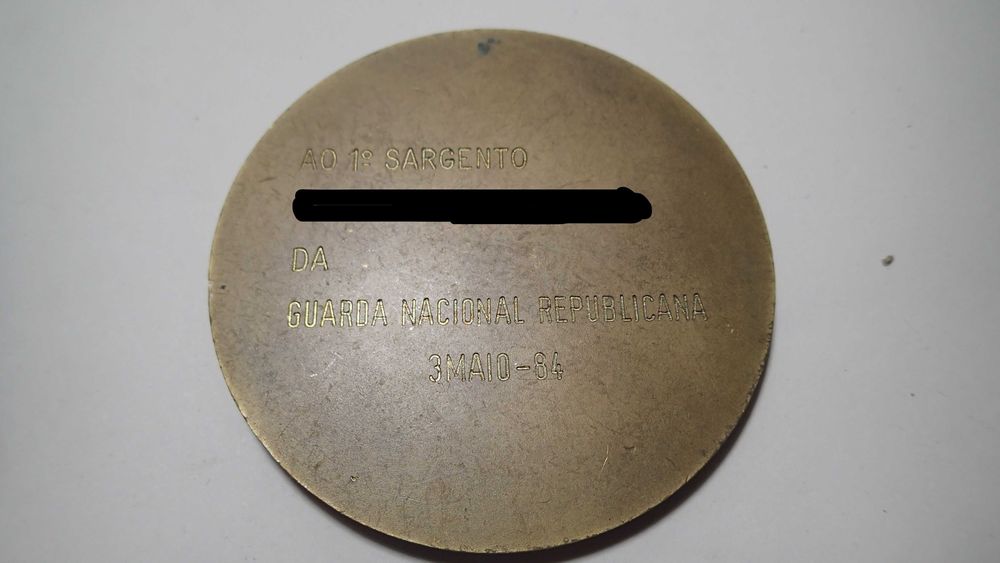 AO 1º SARGENTO
DA
GUARDA NACIONAL REPUBLICANA
3MAIO-84